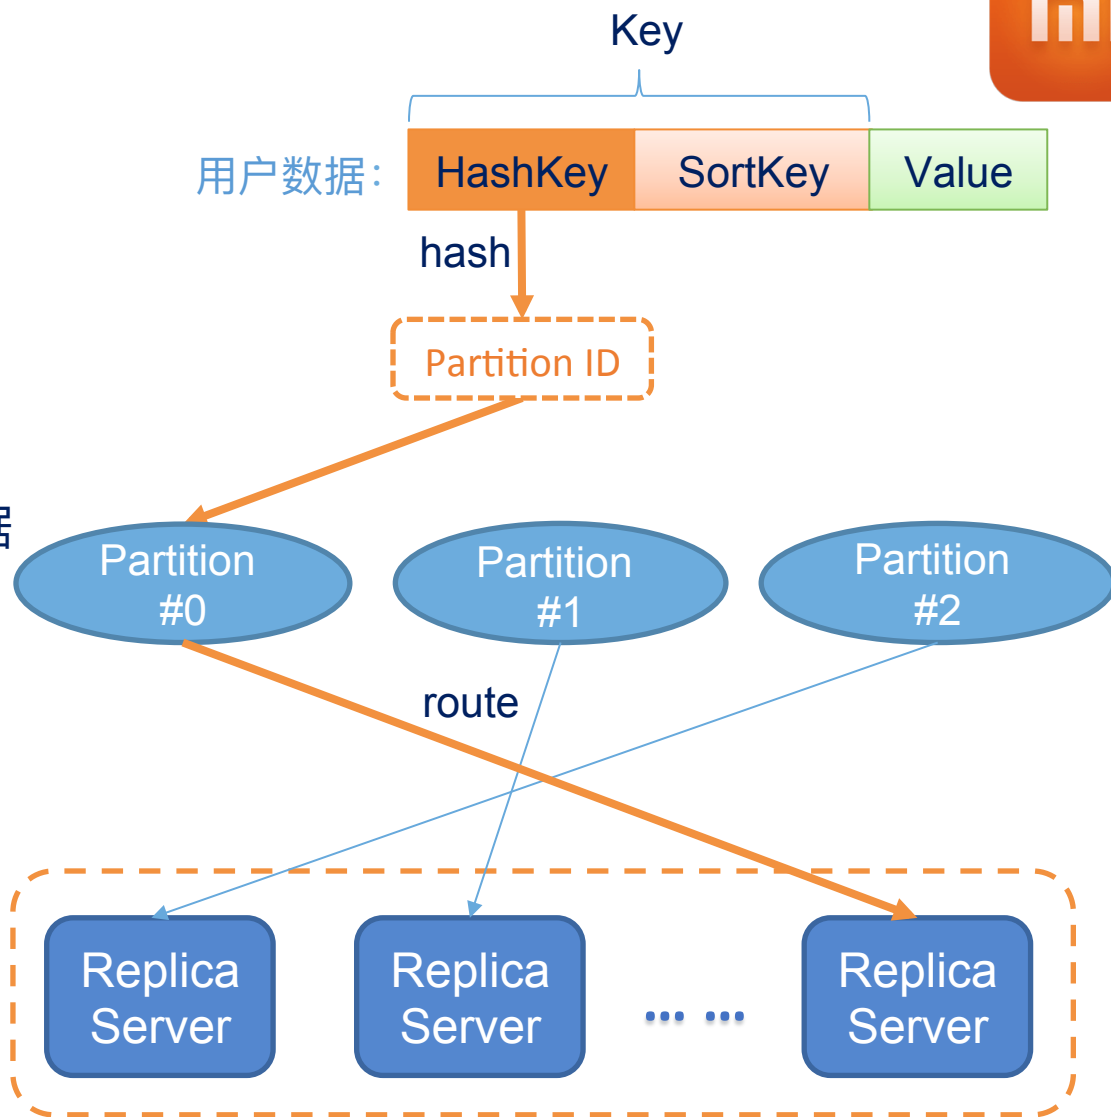 Key
用户数据：
HashKey
SortKey
Value
hash
Partition ID
据
Partition
#0
Partition
#1
Partition
#2
route
Replica
Server
Replica
Server
... ...
Replica
Server